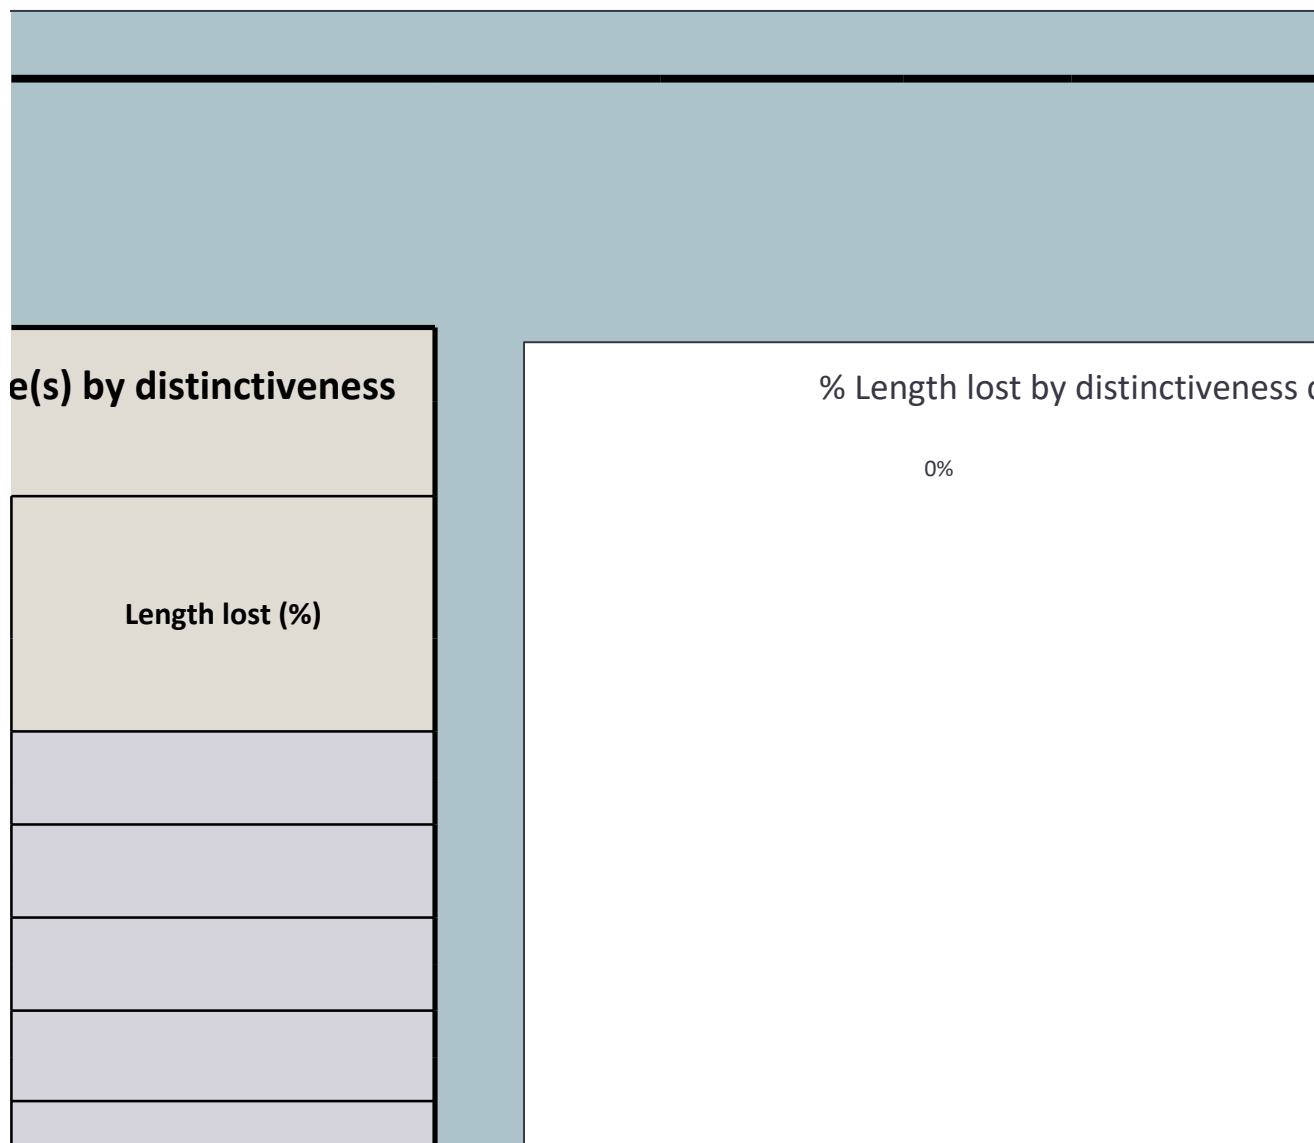 e(s) by distinctiveness
% Length lost by distinctiveness
0%
Length lost (%)